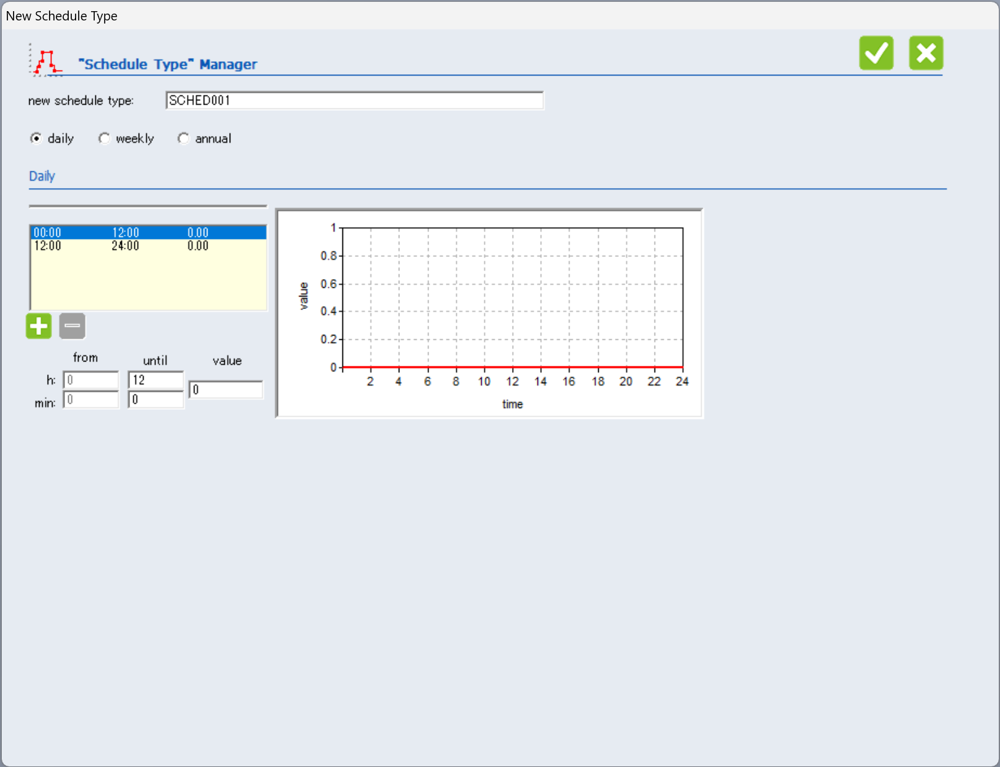 New Schedule Type
"Schedule Type" Manager
new schedule type: SCHED001
daily weekly annual
Daily
00:00 12:00 0.00
12:00 24:00 0.00
from until value
h: 0 12
min: 0 0
0
1
0.8
0.6
0.4
0.2
0
value
2 4 6 8 10 12 14 16 18 20 22 24
time